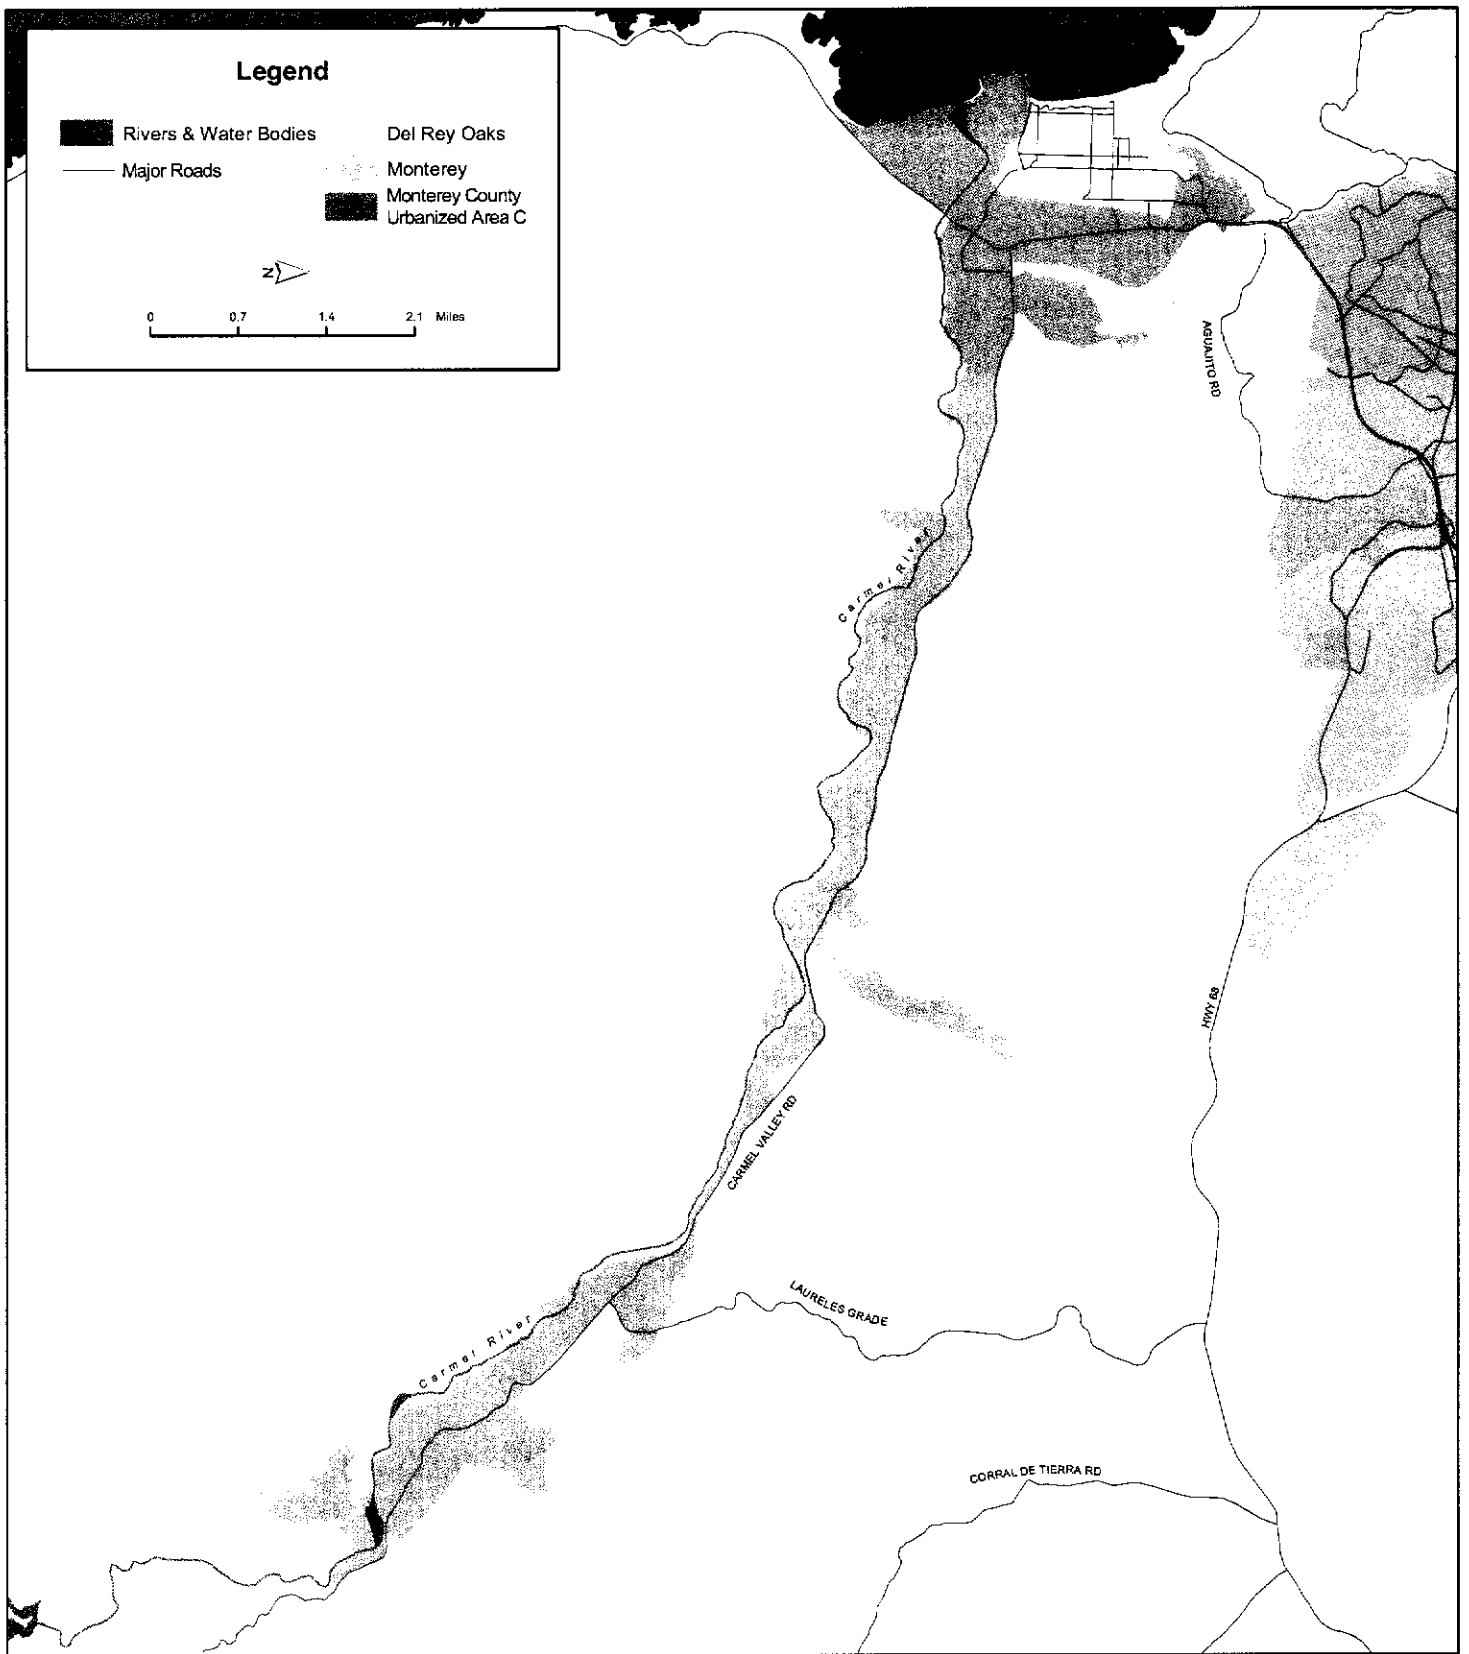 Legend
Rivers & Water Bodies
Major Roads
Del Rey Oaks
Monterey
Monterey County
Urbanized Area C
N
0 0.7 1.4 2.1 Miles
AGUAJITO RD
Carmel River
HWY 68
CARMEL VALLEY RD
LAURELES GRADE
Carmel River
CORRAL DE TIERRA RD